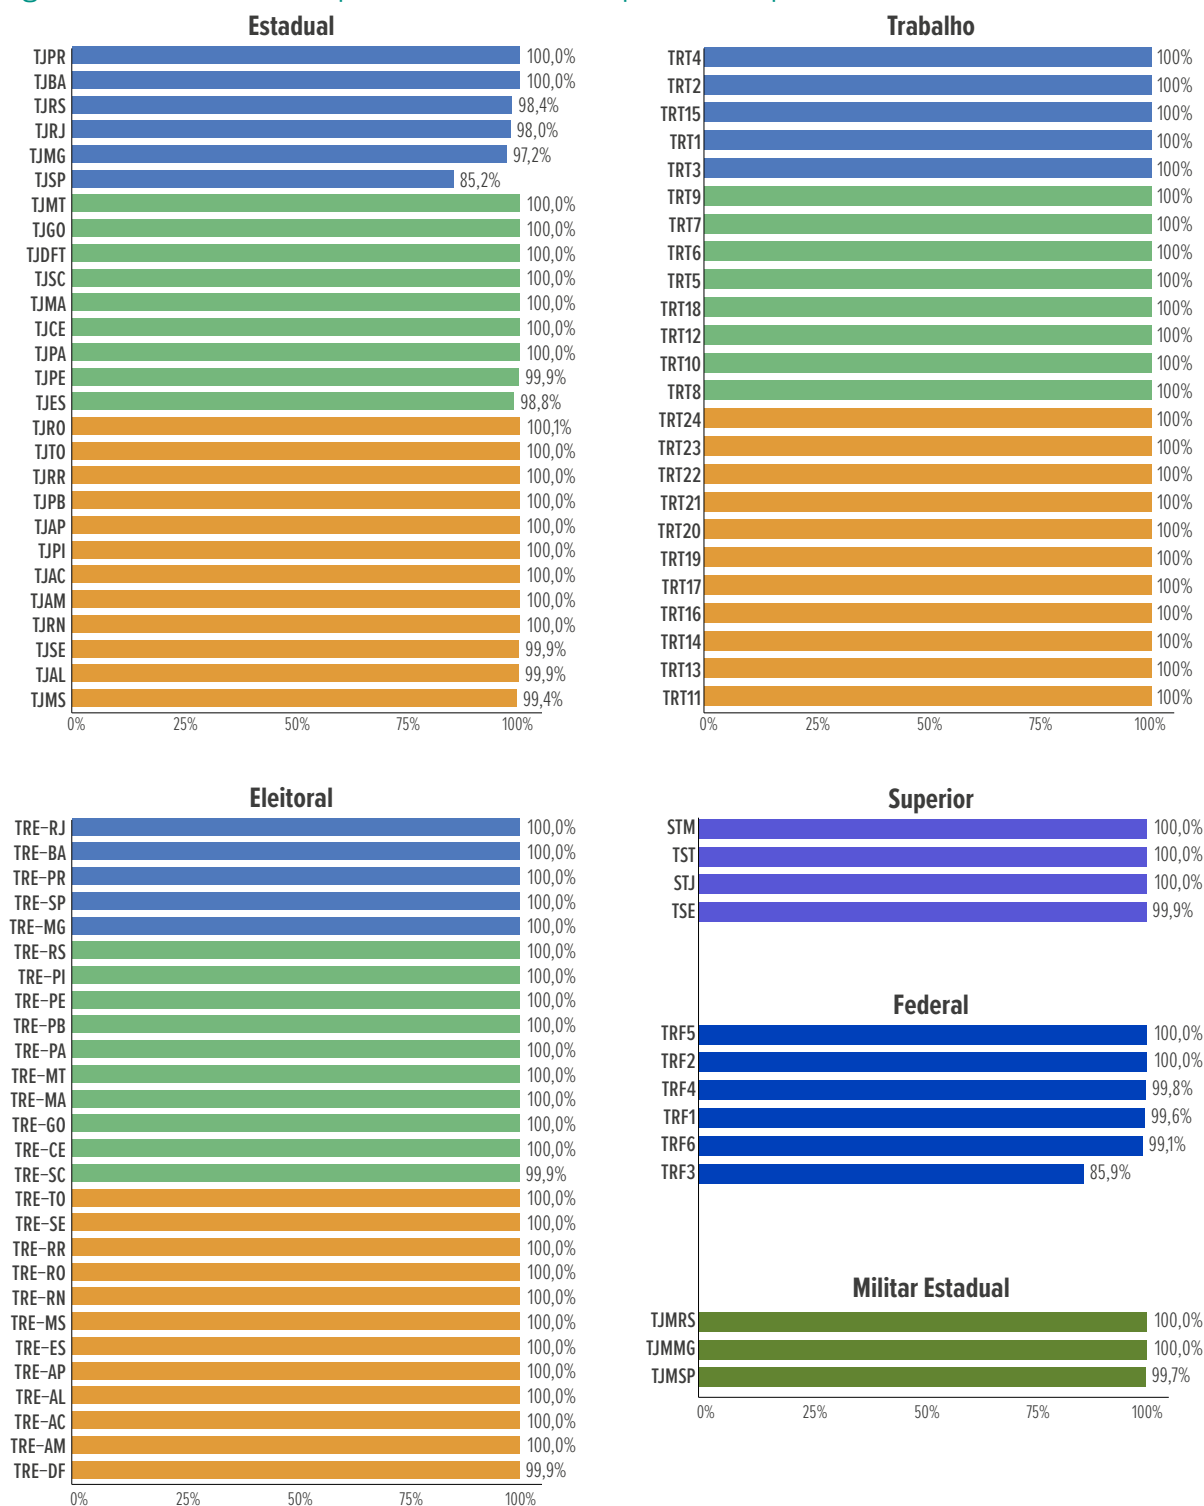 Estadual
TJPR 100,0%
TJBA 100,0%
TJRS 98,4%
TJRJ 98,0%
TJMG 97,2%
TJSP 85,2%
TJMT 100,0%
TJGO 100,0%
TJDFT 100,0%
TJSC 100,0%
TJMA 100,0%
TJCE 100,0%
TJPA 100,0%
TJPE 99,9%
TJES 98,8%
TJRO 100,1%
TJTO 100,0%
TJRR 100,0%
TJPB 100,0%
TJAP 100,0%
TJPI 100,0%
TJAC 100,0%
TJAM 100,0%
TJRN 100,0%
TJSE 99,9%
TJAL 99,9%
TJMS 99,4%
0% 25% 50% 75% 100%
Trabalho
TRT4 100%
TRT2 100%
TRT15 100%
TRT1 100%
TRT3 100%
TRT9 100%
TRT7 100%
TRT6 100%
TRT5 100%
TRT18 100%
TRT12 100%
TRT10 100%
TRT8 100%
TRT24 100%
TRT23 100%
TRT22 100%
TRT21 100%
TRT20 100%
TRT19 100%
TRT17 100%
TRT16 100%
TRT14 100%
TRT13 100%
TRT11 100%
0% 25% 50% 75% 100%
Eleitoral
TRE-RJ 100,0%
TRE-BA 100,0%
TRE-PR 100,0%
TRE-SP 100,0%
TRE-MG 100,0%
TRE-RS 100,0%
TRE-PI 100,0%
TRE-PE 100,0%
TRE-PB 100,0%
TRE-PA 100,0%
TRE-MT 100,0%
TRE-MA 100,0%
TRE-GO 100,0%
TRE-CE 100,0%
TRE-SC 99,9%
TRE-TO 100,0%
TRE-SE 100,0%
TRE-RR 100,0%
TRE-RO 100,0%
TRE-RN 100,0%
TRE-MS 100,0%
TRE-ES 100,0%
TRE-AP 100,0%
TRE-AL 100,0%
TRE-AC 100,0%
TRE-AM 100,0%
TRE-DF 99,9%
0% 25% 50% 75% 100%
Superior
STM 100,0%
TST 100,0%
STJ 100,0%
TSE 99,9%
Federal
TRF5 100,0%
TRF2 100,0%
TRF4 99,8%
TRF1 99,6%
TRF6 99,1%
TRF3 85,9%
Militar Estadual
TJMRS 100,0%
TJMMG 100,0%
TJMSP 99,7%
0% 25% 50% 75% 100%